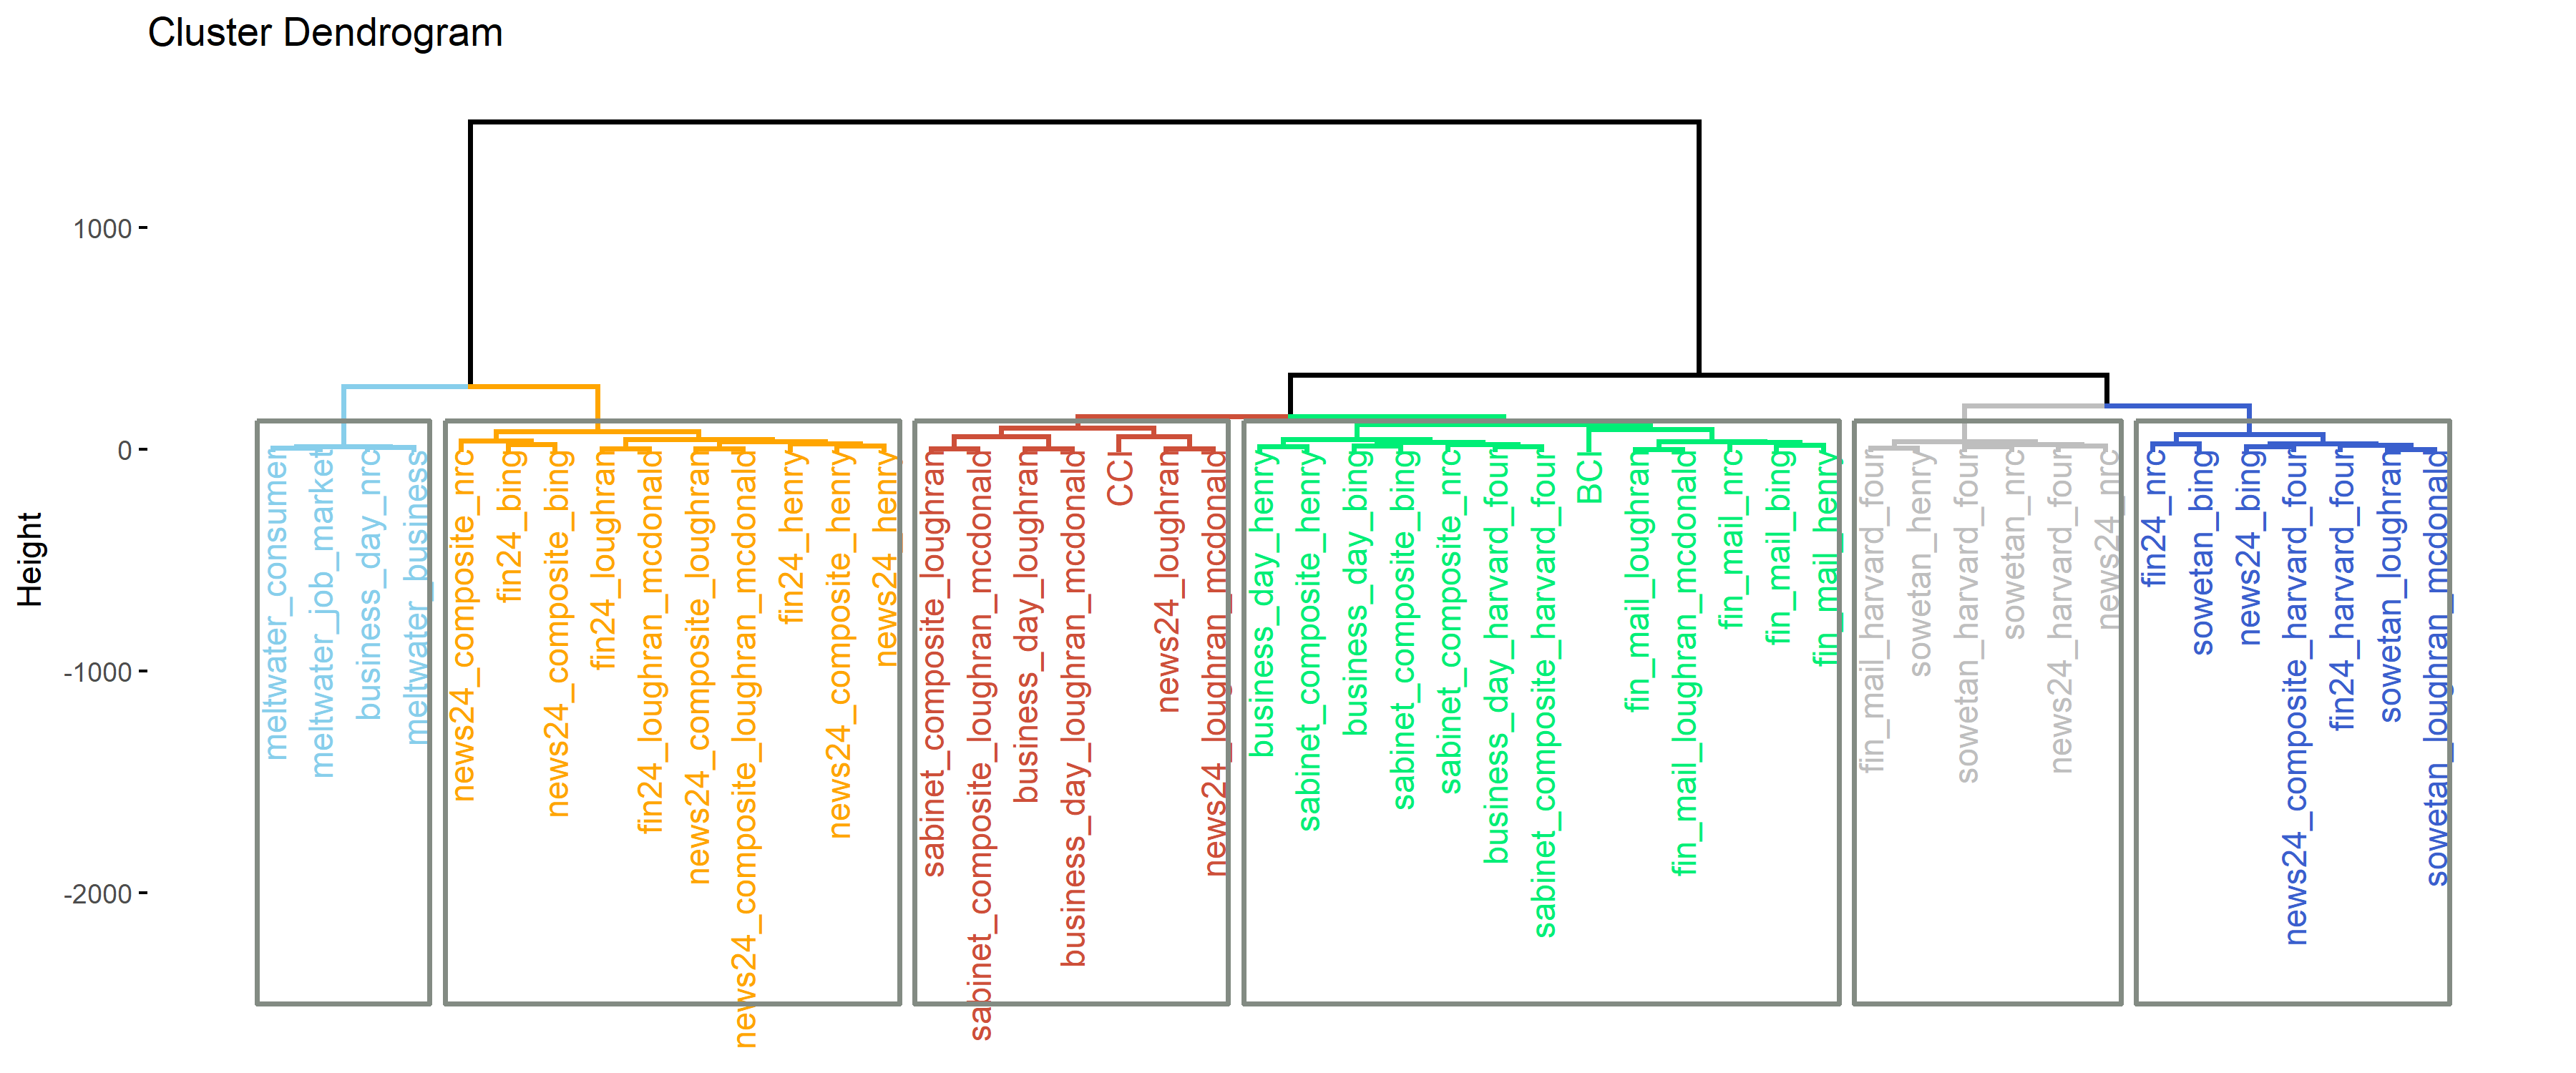 Cluster Dendrogram
Height
1000
0
-1000
-2000
meltwater_consumer
meltwater_job_market
business_day_nrc
meltwater_business
news24_composite_nrc
fin24_bing
news24_composite_bing
fin24_loughran
fin24_loughran_mcdonald
news24_composite_loughran
news24_composite_loughran_mcdonald
fin24_henry
news24_composite_henry
news24_henry
sabinet_composite_loughran
sabinet_composite_loughran_mcdonald
business_day_loughran
business_day_loughran_mcdonald
CCI
news24_loughran
news24_loughran_mcdonald
business_day_henry
sabinet_composite_henry
business_day_bing
sabinet_composite_bing
sabinet_composite_nrc
business_day_harvard_four
sabinet_composite_harvard_four
BCI
fin_mail_loughran
fin_mail_loughran_mcdonald
fin_mail_nrc
fin_mail_bing
fin_mail_henry
fin_mail_harvard_four
sowetan_henry
sowetan_harvard_four
sowetan_nrc
news24_harvard_four
news24_nrc
fin24_nrc
sowetan_bing
news24_bing
news24_composite_harvard_four
fin24_harvard_four
sowetan_loughran
sowetan_loughran_mcdonald